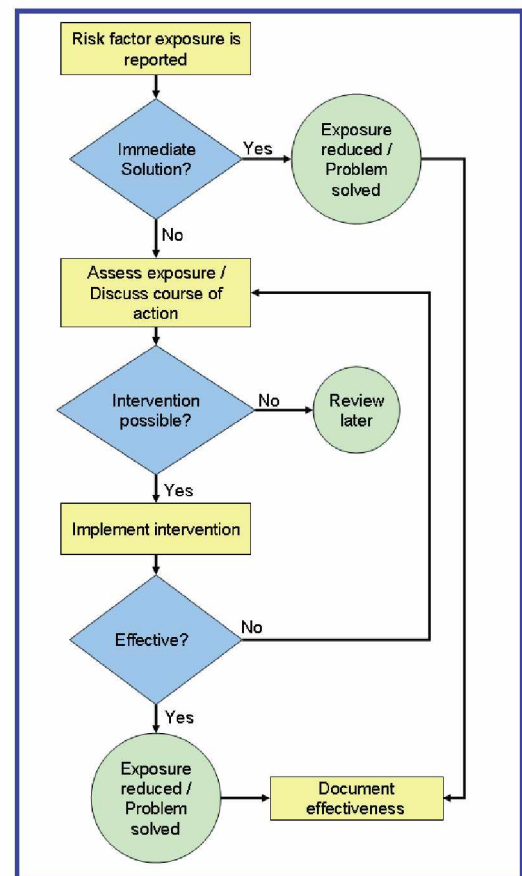 Risk factor exposure is
reported
Immediate
Solution?
Yes
Exposure
reduced /
Problem
solved
No
Assess exposure /
Discuss course of
action
Intervention
possible?
No
Review
later
Yes
Implement intervention
Effective?
No
Yes
Exposure
reduced /
Problem
solved
Document
effectiveness